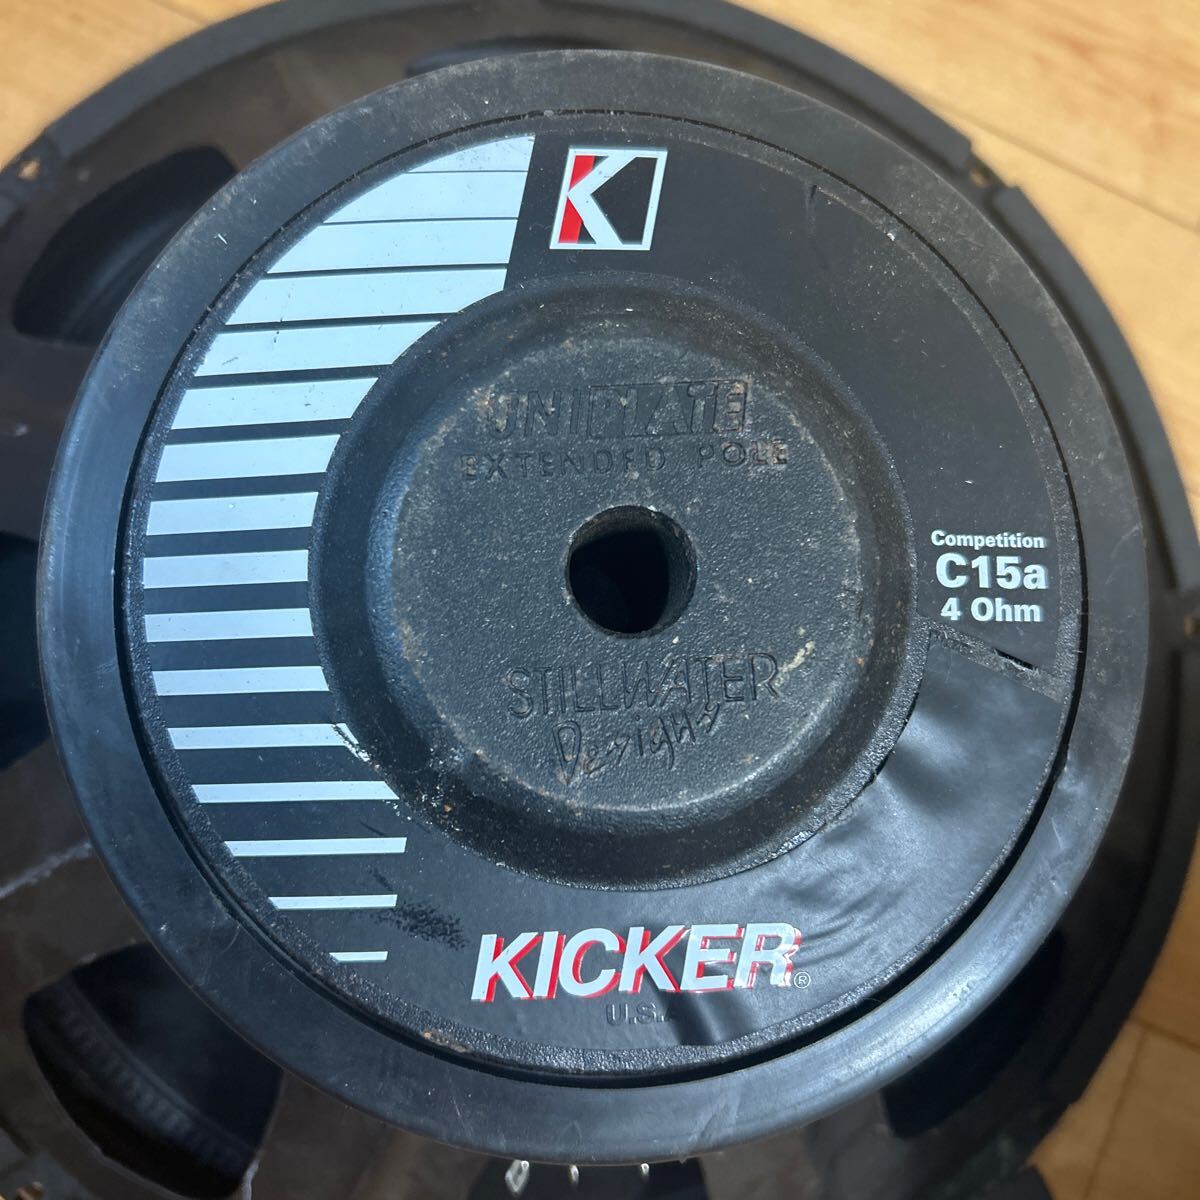 K
UNIPLATE
EXTENDED POLE
Competition
C15a
4 Ohm
STILLWATER
Designs
KICKER®
U.S.A